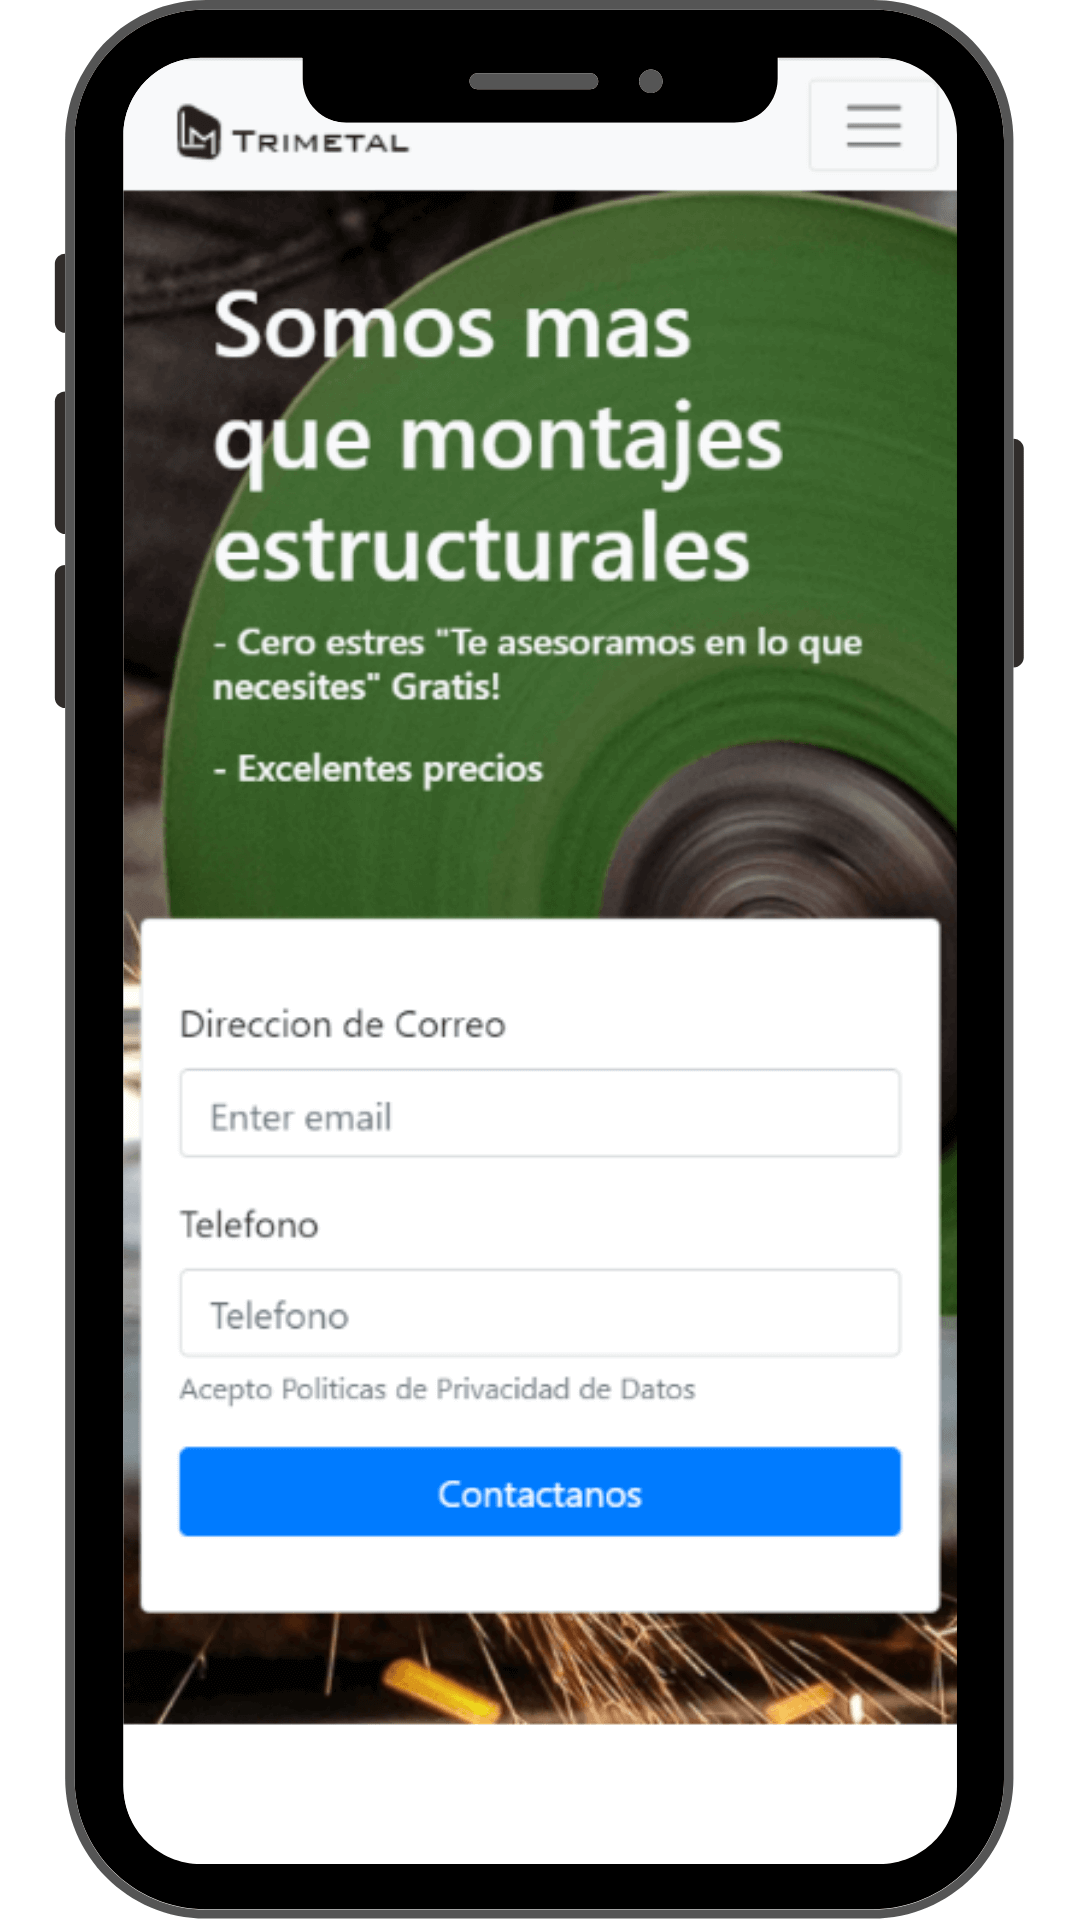 TRIMETAL
Somos mas
que montajes
estructurales
- Cero estres "Te asesoramos en lo que
necesites" Gratis!
- Excelentes precios
Direccion de Correo
Enter email
Telefono
Telefono
Acepto Politicas de Privacidad de Datos
Contactanos